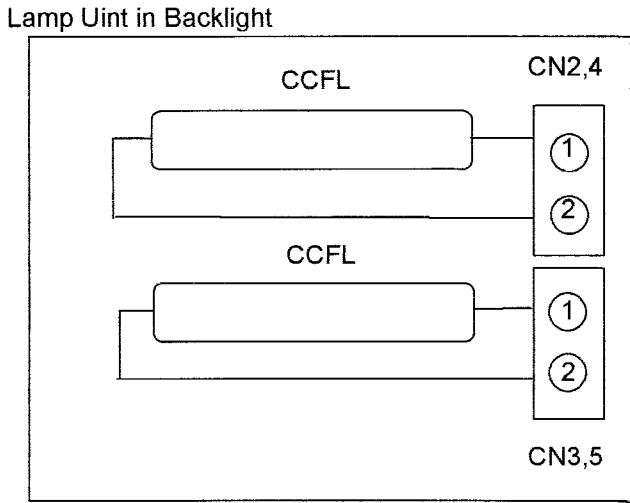 Lamp Uint in Backlight
CN2,4
CCFL
1
2
CCFL
1
2
CN3,5